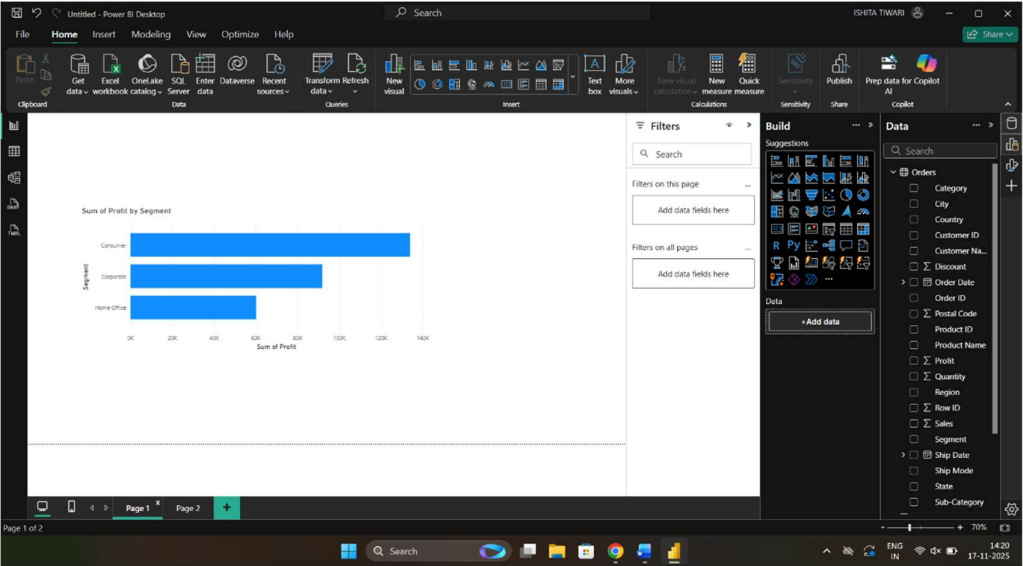 Untitled - Power BI Desktop
Search
ISHITA TIWARI
File Home Insert Modeling View Optimize Help
Share
Paste
Get data
Excel workbook
OneLake catalog
SQL Server
Enter data
Dataverse
Recent sources
Transform data
Refresh
New visual
Text box
More visuals
New visual calculation
New measure
Quick measure
Sensitivity
Publish
Prep data for AI
Copilot
Clipboard
Data
Queries
Insert
Calculations
Sensitivity
Share
Copilot
Sum of Profit by Segment
Segment
Consumer
Corporate
Home Office
0K 20K 40K 60K 80K 100K 120K 140K
Sum of Profit
Filters
Search
Filters on this page ...
Add data fields here
Filters on all pages ...
Add data fields here
Build ...
Suggestions
R Py
...
Data
+Add data
Data ...
Search
Orders
Category
City
Country
Customer ID
Customer Na...
Discount
Order Date
Order ID
Postal Code
Product ID
Product Name
Profit
Quantity
Region
Row ID
Sales
Segment
Ship Date
Ship Mode
State
Sub-Category
Page 1 x
Page 2
+
Page 1 of 2
- + 70%
Search
ENG
IN
14:20
17-11-2025